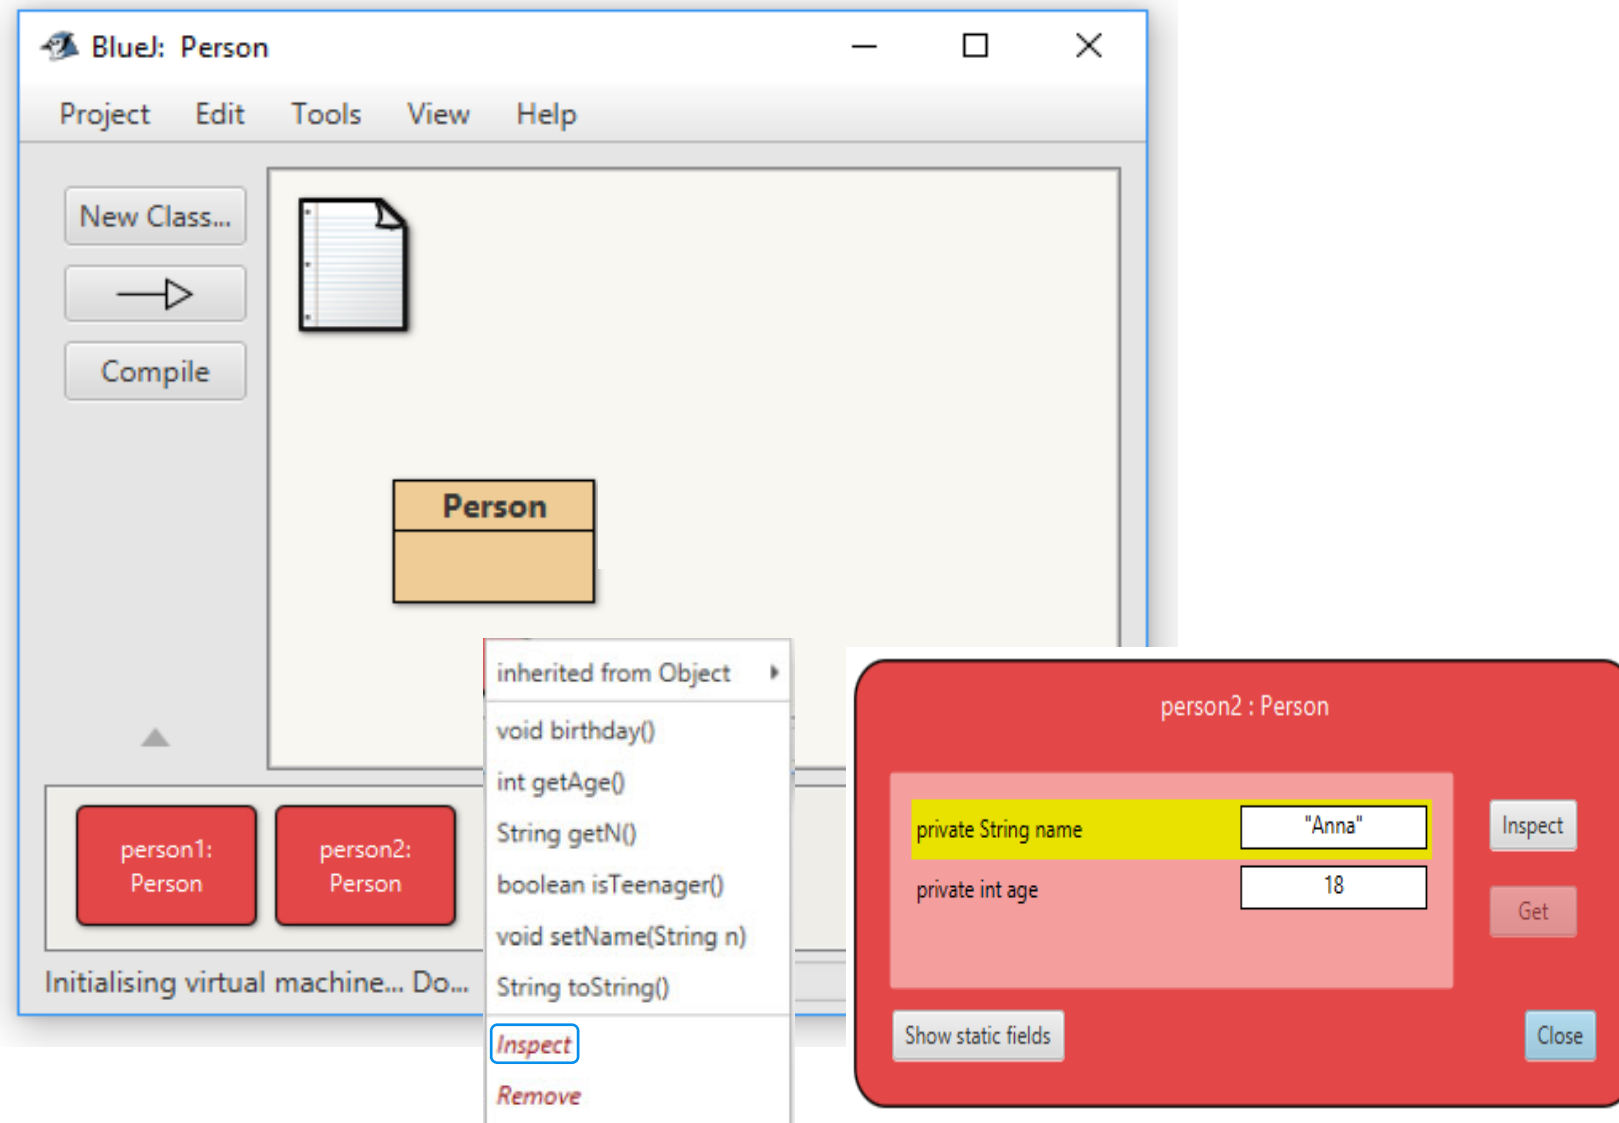 BlueJ: Person
Project Edit Tools View Help
New Class...
Compile
Person
inherited from Object
void birthday()
int getAge()
String getN()
boolean isTeenager()
void setName(String n)
String toString()
Inspect
Remove
person1:
Person
person2:
Person
Initialising virtual machine... Do...
person2 : Person
private String name "Anna"
private int age 18
Inspect
Get
Show static fields
Close